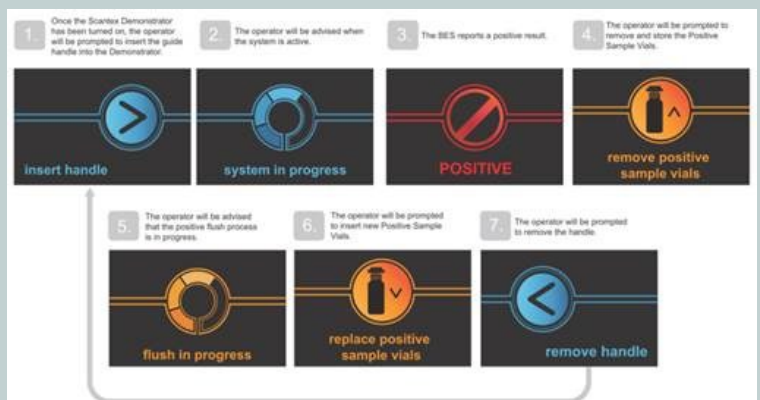 1.
Once the Scantex Demonstrator
has been turned on, the operator
will be prompted to insert the guide
handle into the Demonstrator.
insert handle
2.
The operator will be advised when
the system is active.
system in progress
3.
The BES reports a positive result.
POSITIVE
4.
The operator will be prompted to
remove and store the Positive
Sample Vials.
remove positive
sample vials
5.
The operator will be advised
that the positive flush process
is in progress.
flush in progress
6.
The operator will be prompted
to insert new Positive Sample
Vials.
replace positive
sample vials
7.
The operator will be prompted
to remove the handle.
remove handle